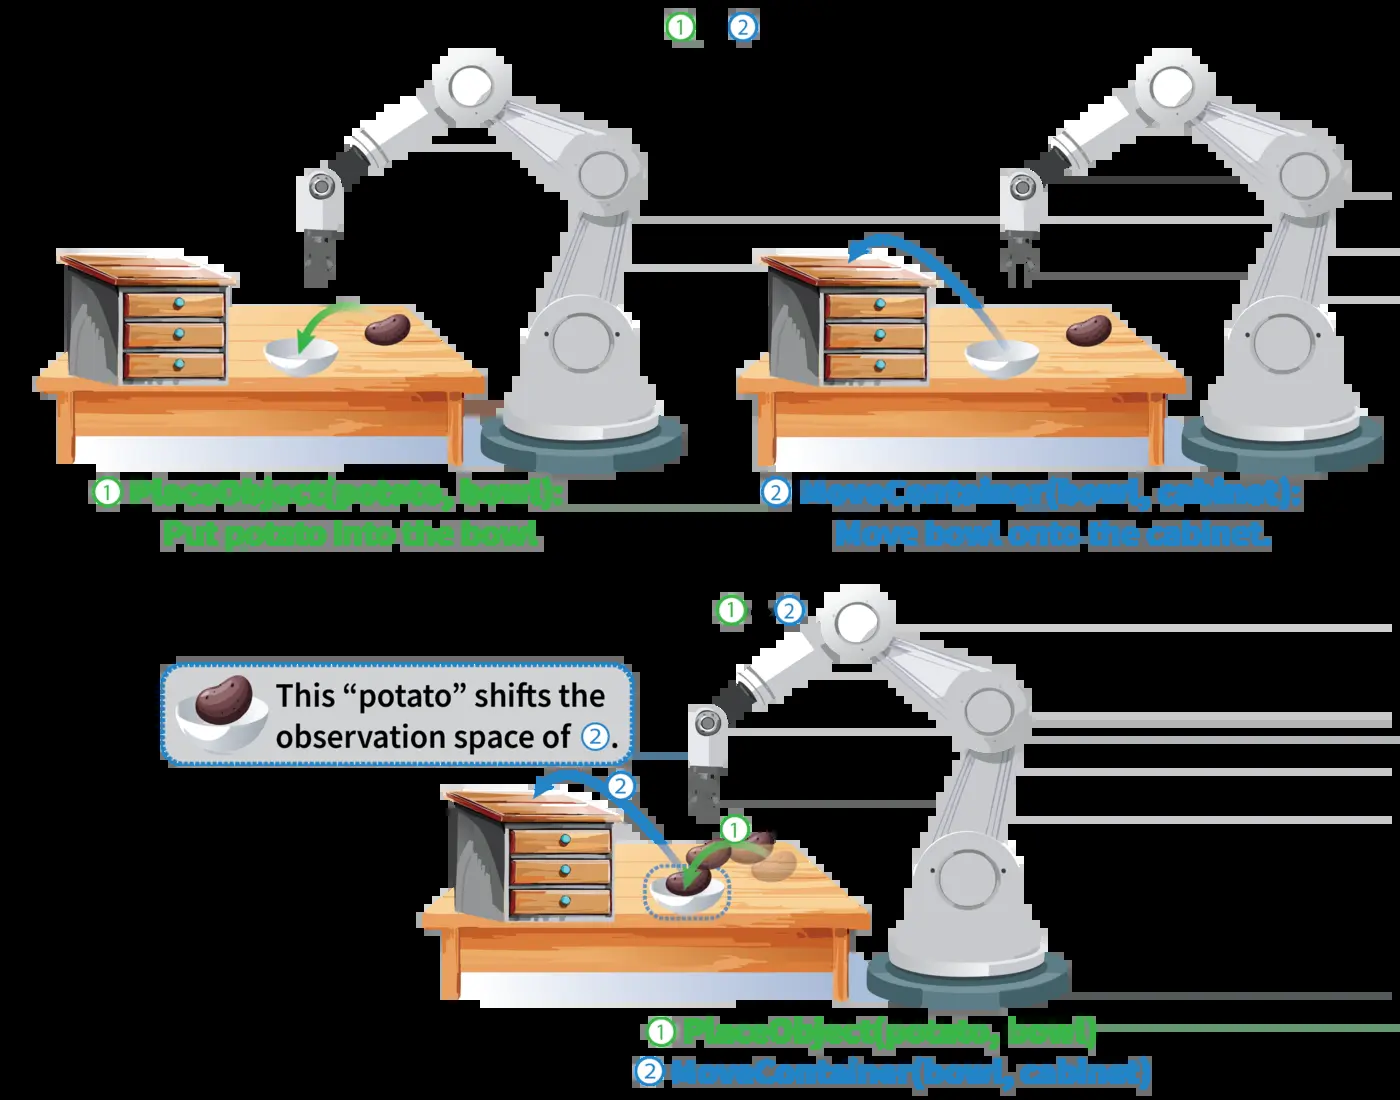 1 2
1 PlaceObject(potato, bowl):
Put potato into the bowl
2 MoveContainer(bowl, cabinet):
Move bowl onto the cabinet.
1 2
This “potato” shifts the
observation space of 2.
2
1
1 PlaceObject(potato, bowl)
2 MoveContainer(bowl, cabinet)